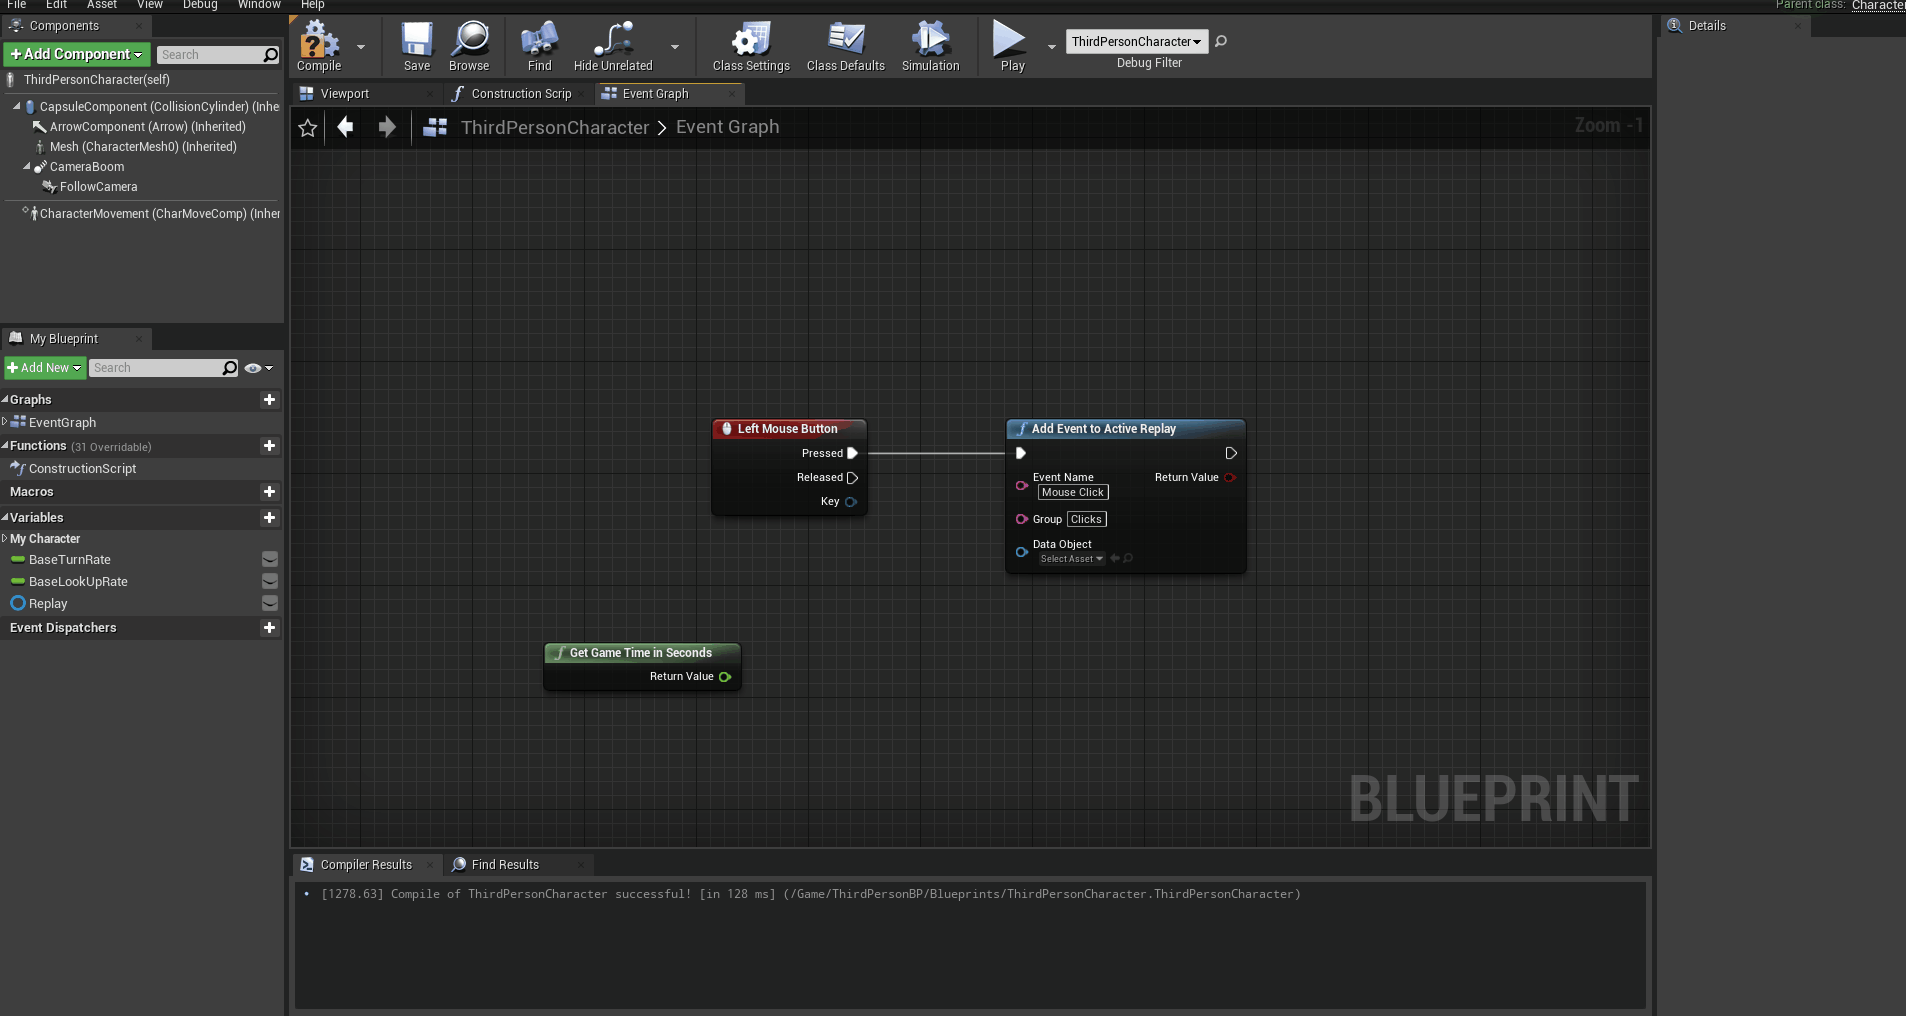 File Edit Asset View Debug Window Help
Parent class: Character
Components
Details
Add Component
Search
Compile
Save
Browse
Find
Hide Unrelated
Class Settings
Class Defaults
Simulation
Play
ThirdPersonCharacter
Debug Filter
ThirdPersonCharacter(self)
CapsuleComponent (CollisionCylinder) (Inhe
ArrowComponent (Arrow) (Inherited)
Mesh (CharacterMesh0) (Inherited)
CameraBoom
FollowCamera
CharacterMovement (CharMoveComp) (Inher
Viewport
Construction Scrip
Event Graph
ThirdPersonCharacter > Event Graph
Zoom -1
My Blueprint
Add New
Search
Graphs
EventGraph
Functions (31 Overridable)
ConstructionScript
Macros
Variables
My Character
BaseTurnRate
BaseLookUpRate
Replay
Event Dispatchers
Left Mouse Button
Pressed
Released
Key
Add Event to Active Replay
Event Name
Mouse Click
Return Value
Group Clicks
Data Object
Select Asset
Get Game Time in Seconds
Return Value
BLUEPRINT
Compiler Results
Find Results
[1278.63] Compile of ThirdPersonCharacter successful! [in 128 ms] (/Game/ThirdPersonBP/Blueprints/ThirdPersonCharacter.ThirdPersonCharacter)